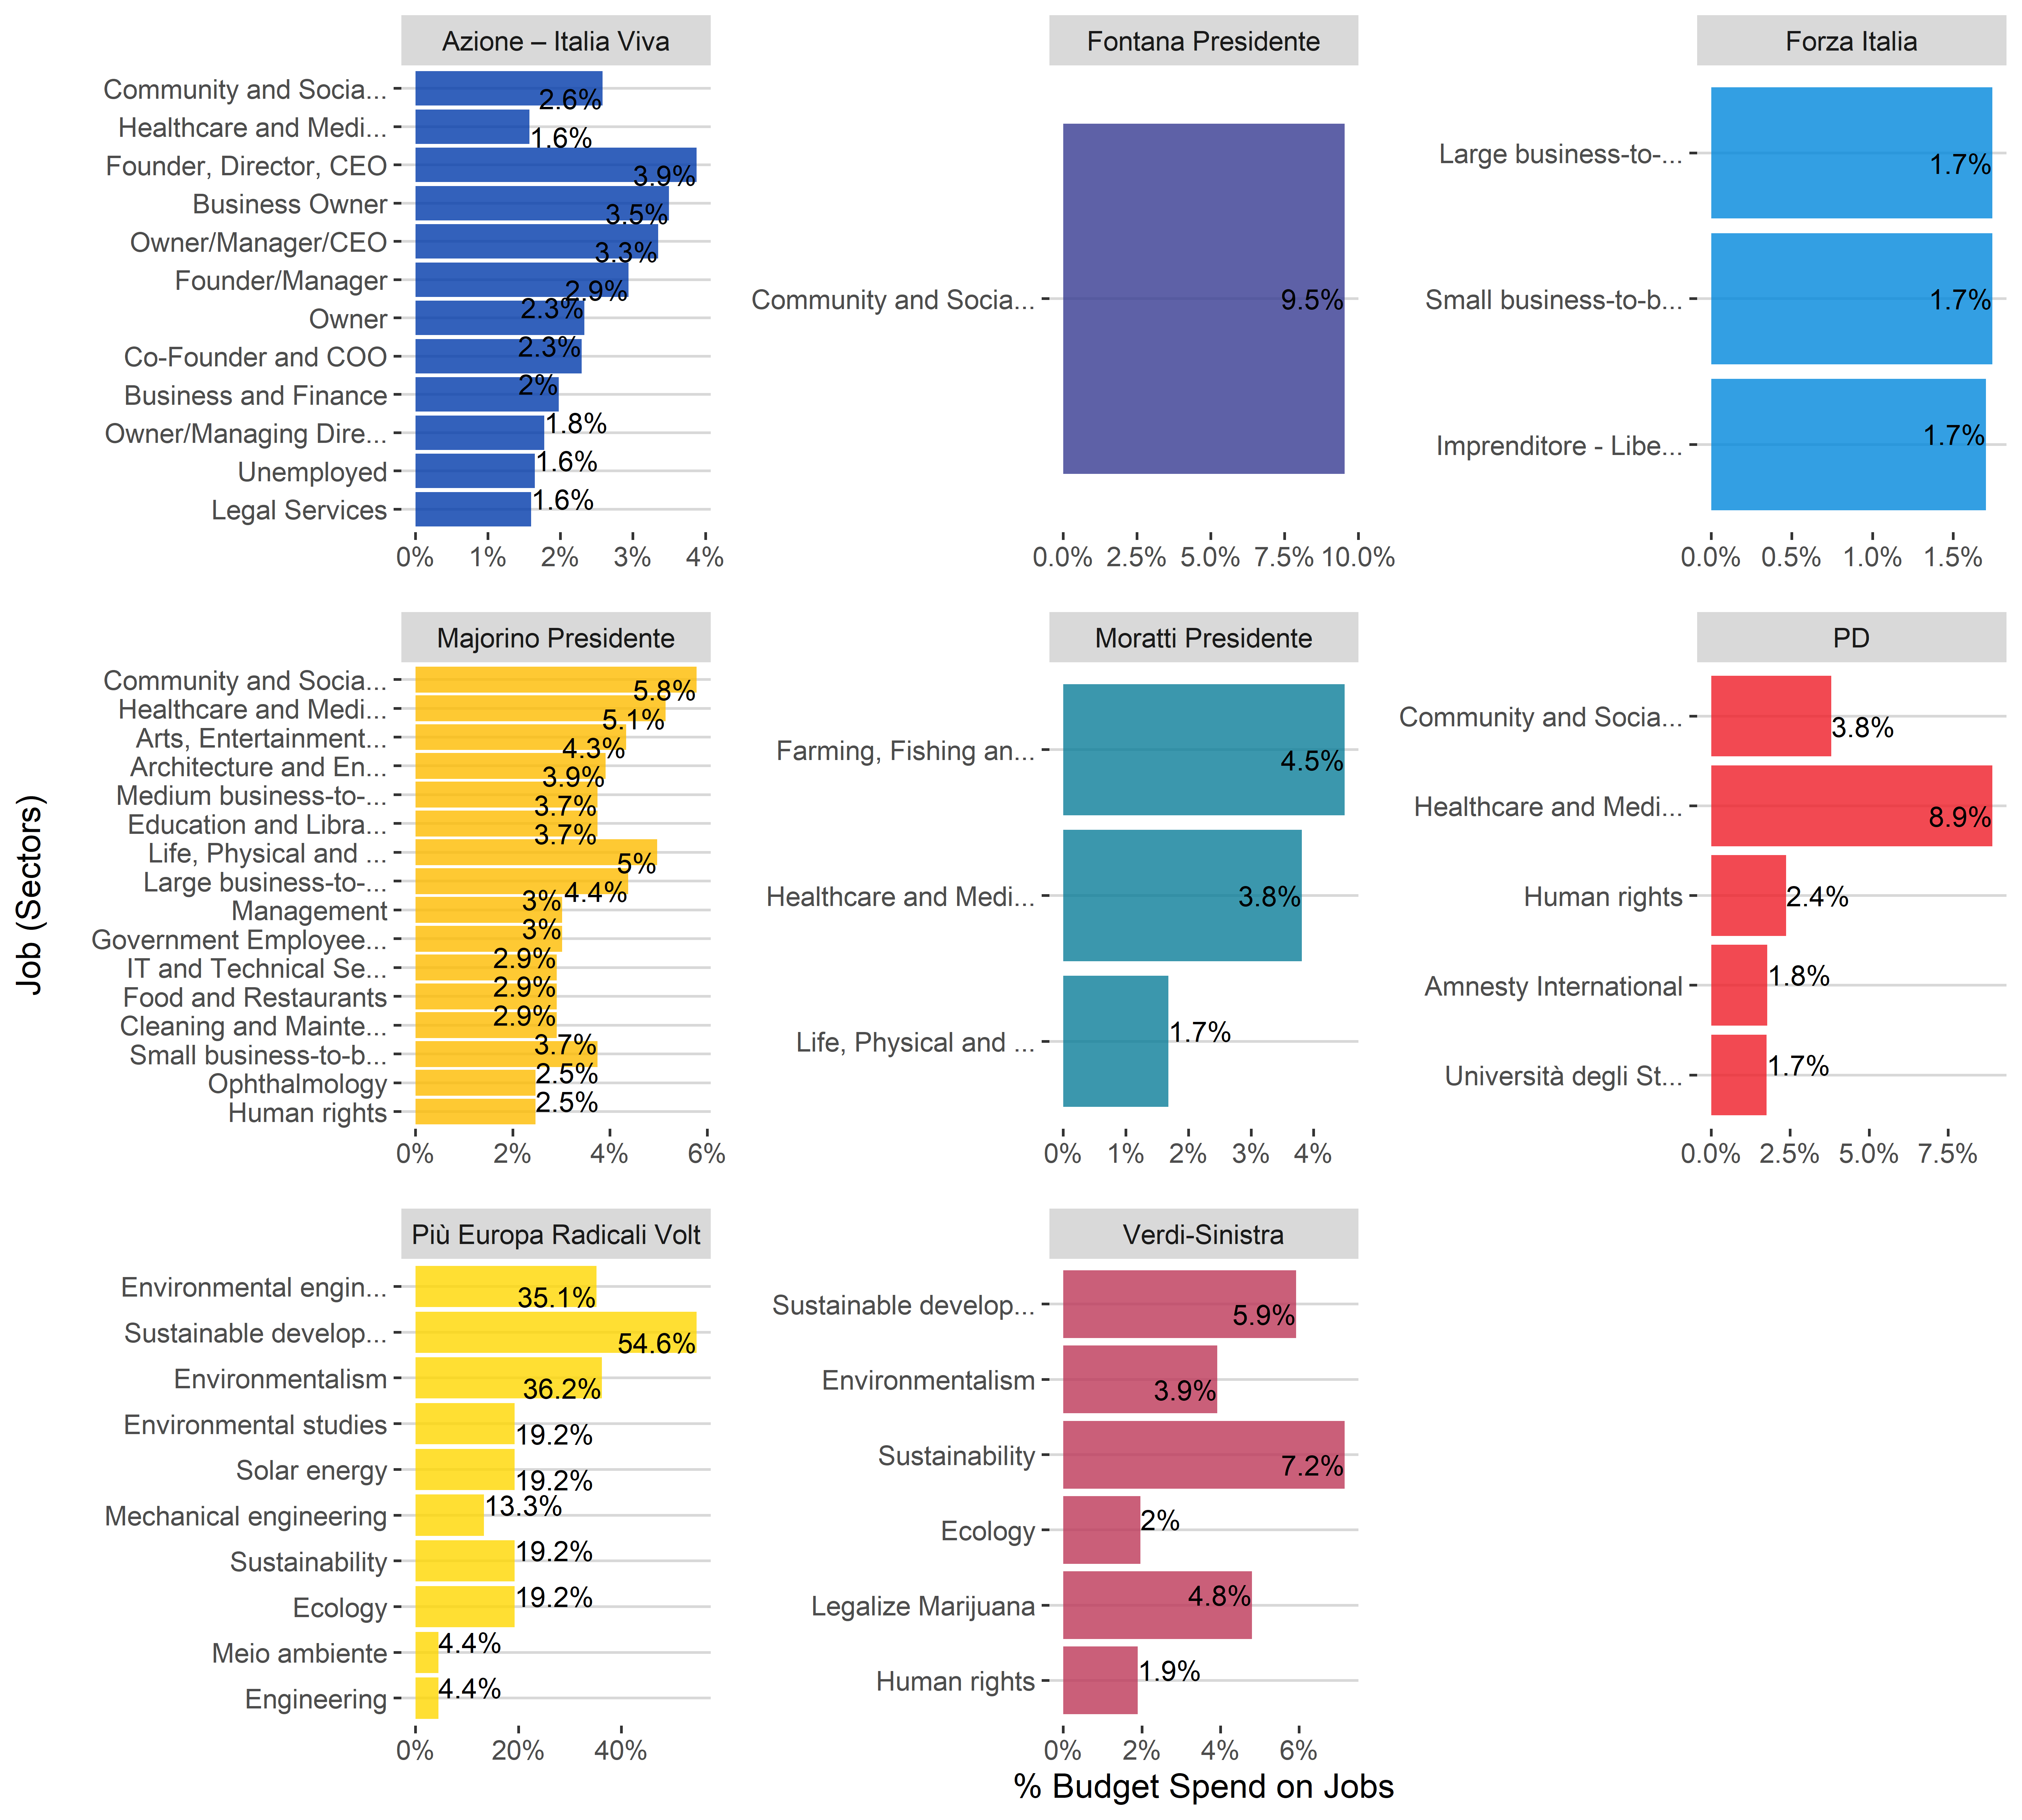 Azione – Italia Viva
Community and Socia... 2.6%
Healthcare and Medi... 1.6%
Founder, Director, CEO 3.9%
Business Owner 3.5%
Owner/Manager/CEO 3.3%
Founder/Manager 2.9%
Owner 2.3%
Co-Founder and COO 2.3%
Business and Finance 2%
Owner/Managing Dire... 1.8%
Unemployed 1.6%
Legal Services 1.6%
0% 1% 2% 3% 4%
Fontana Presidente
Community and Socia... 9.5%
0.0% 2.5% 5.0% 7.5% 10.0%
Forza Italia
Large business-to-... 1.7%
Small business-to-b... 1.7%
Imprenditore - Libe... 1.7%
0.0% 0.5% 1.0% 1.5%
Job (Sectors)
Majorino Presidente
Community and Socia... 5.8%
Healthcare and Medi... 5.1%
Arts, Entertainment... 4.3%
Architecture and En... 3.9%
Medium business-to-... 3.7%
Education and Libra... 3.7%
Life, Physical and ... 5%
Large business-to-... 4.4%
Management 3%
Government Employee... 3%
IT and Technical Se... 2.9%
Food and Restaurants 2.9%
Cleaning and Mainte... 2.9%
Small business-to-b... 3.7%
Ophthalmology 2.5%
Human rights 2.5%
0% 2% 4% 6%
Moratti Presidente
Farming, Fishing an... 4.5%
Healthcare and Medi... 3.8%
Life, Physical and ... 1.7%
0% 1% 2% 3% 4%
PD
Community and Socia... 3.8%
Healthcare and Medi... 8.9%
Human rights 2.4%
Amnesty International 1.8%
Università degli St... 1.7%
0.0% 2.5% 5.0% 7.5%
Più Europa Radicali Volt
Environmental engin... 35.1%
Sustainable develop... 54.6%
Environmentalism 36.2%
Environmental studies 19.2%
Solar energy 19.2%
Mechanical engineering 13.3%
Sustainability 19.2%
Ecology 19.2%
Meio ambiente 4.4%
Engineering 4.4%
0% 20% 40%
Verdi-Sinistra
Sustainable develop... 5.9%
Environmentalism 3.9%
Sustainability 7.2%
Ecology 2%
Legalize Marijuana 4.8%
Human rights 1.9%
0% 2% 4% 6%
% Budget Spend on Jobs